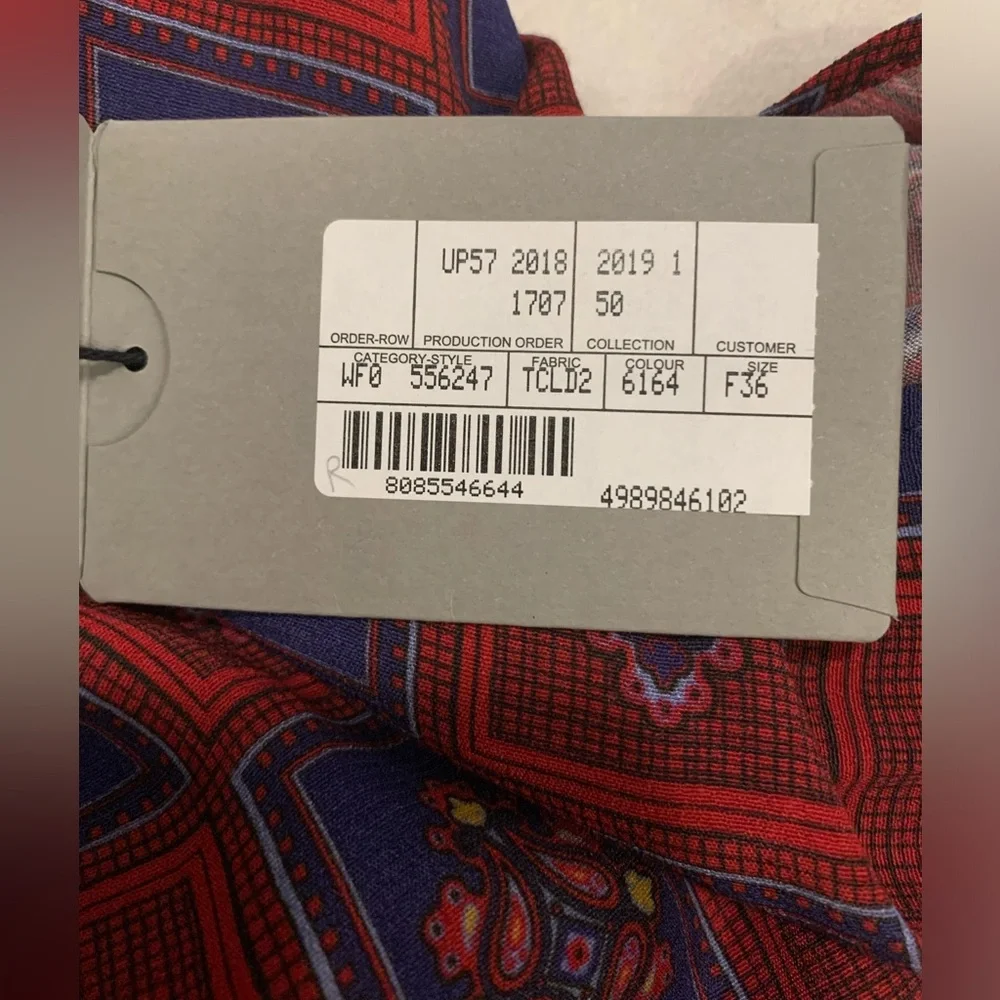 UP57 2018 2019 1
1707 50
ORDER-ROW PRODUCTION ORDER COLLECTION CUSTOMER
CATEGORY-STYLE FABRIC COLOUR SIZE
WF0 556247 TCLD2 6164 F36
R
8085546644 4989846102